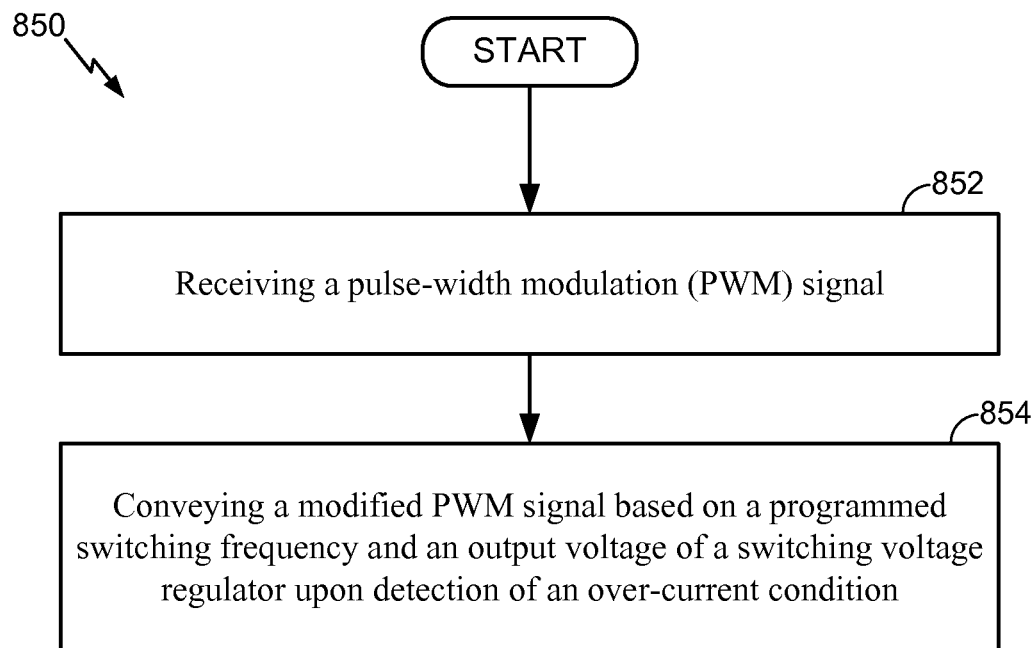 850
START
852
Receiving a pulse-width modulation (PWM) signal
854
Conveying a modified PWM signal based on a programmed
switching frequency and an output voltage of a switching voltage
regulator upon detection of an over-current condition